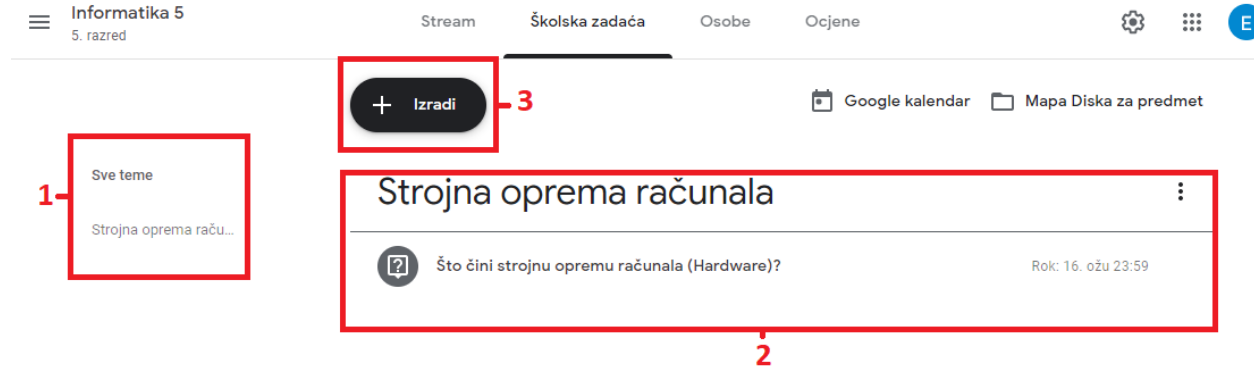 Informatika 5
5. razred
Stream Školska zadaća Osobe Ocjene
E
Izradi
3
Google kalendar Mapa Diska za predmet
1
Sve teme
Strojna oprema raču...
Strojna oprema računala
Što čini strojnu opremu računala (Hardware)? Rok: 16. ožu 23:59
2